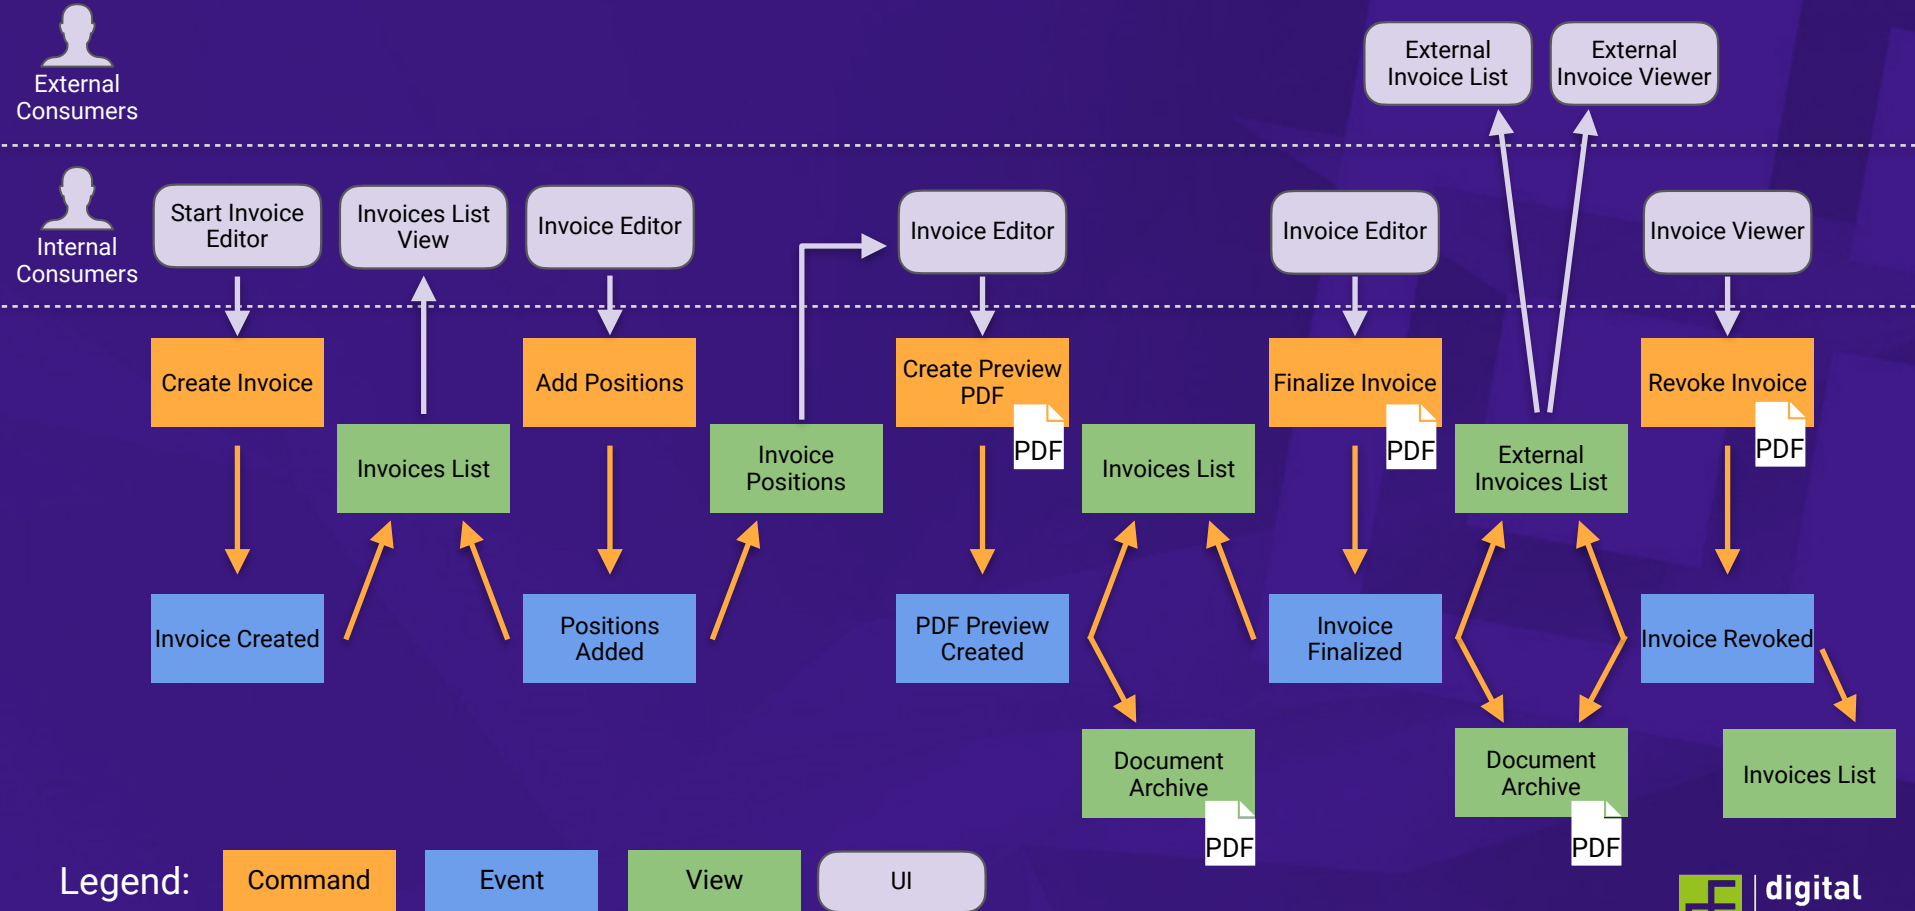 External
Consumers
External
Invoice List
External
Invoice Viewer
Internal
Consumers
Start Invoice
Editor
Invoices List
View
Invoice Editor
Invoice Editor
Invoice Editor
Invoice Viewer
Create Invoice
Add Positions
Create Preview
PDF
PDF
Finalize Invoice
PDF
Revoke Invoice
PDF
Invoices List
Invoice
Positions
Invoices List
External
Invoices List
Invoice Created
Positions
Added
PDF Preview
Created
Invoice
Finalized
Invoice Revoked
Document
Archive
PDF
Document
Archive
PDF
Invoices List
Legend:
Command
Event
View
UI
digital